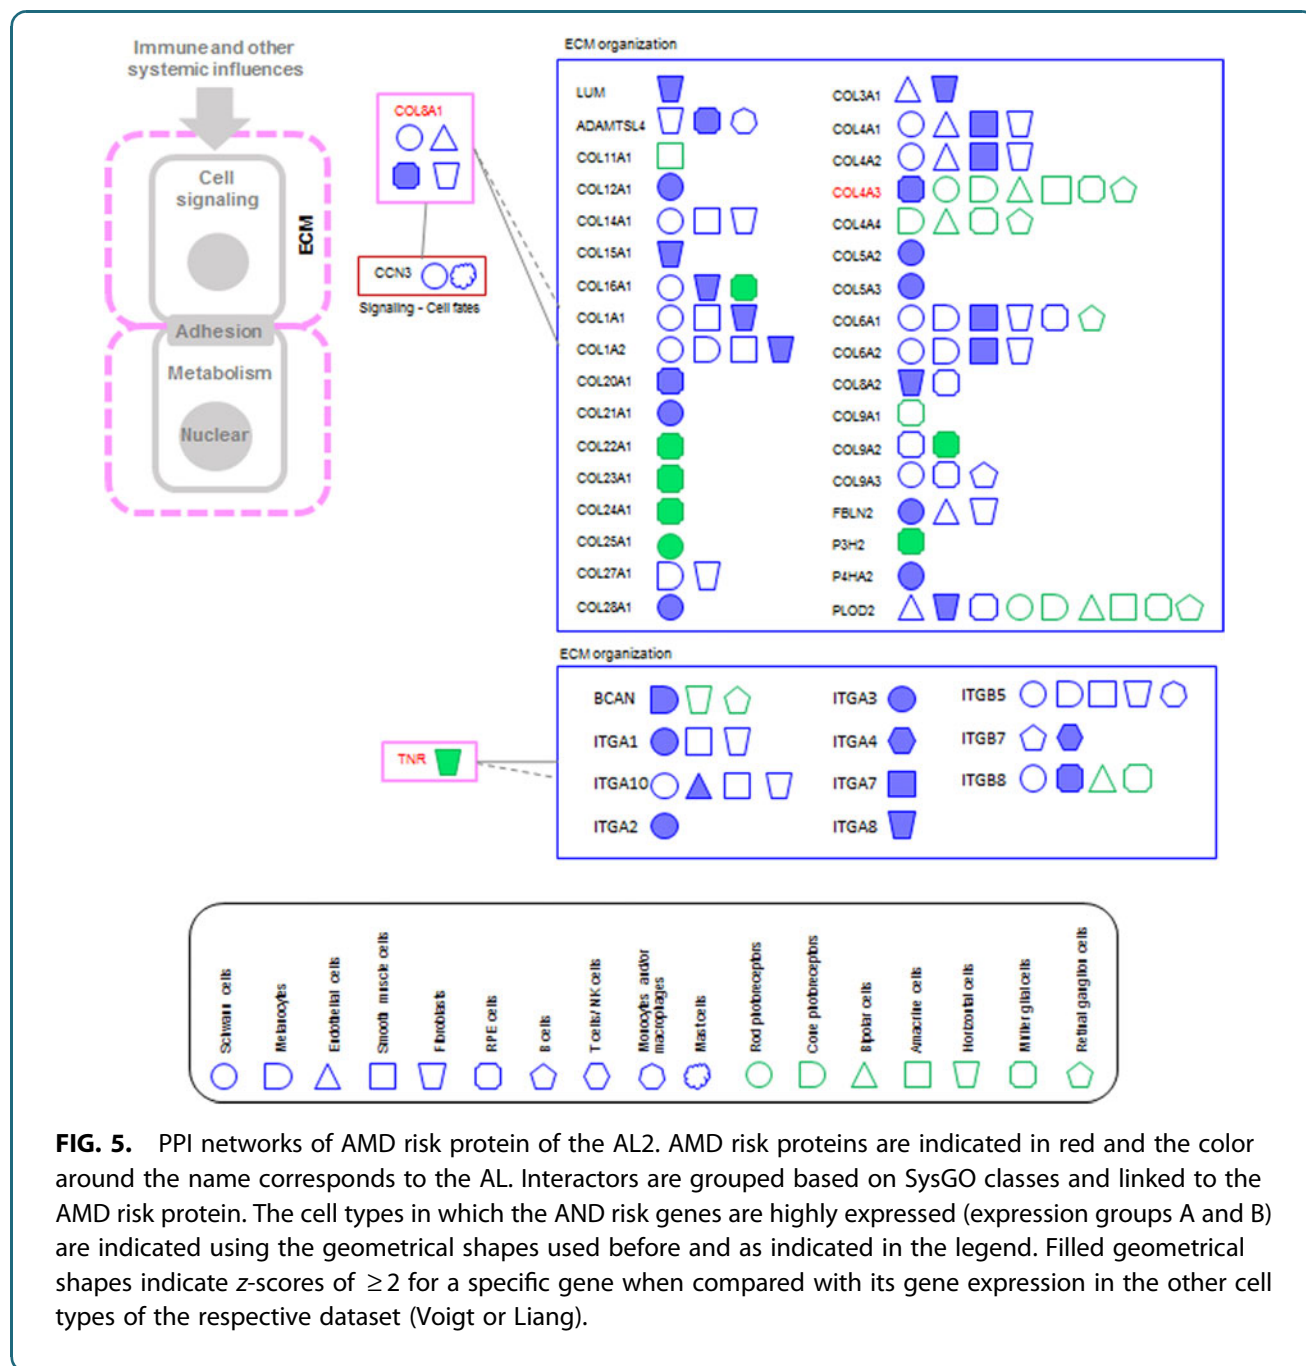 Immune and other
systemic influences
Cell
signaling
ECM
Adhesion
Metabolism
Nuclear
COL8A1
CCN3
Signaling - Cell fates
ECM organization
LUM
ADAMTSL4
COL11A1
COL12A1
COL14A1
COL15A1
COL16A1
COL1A1
COL1A2
COL20A1
COL21A1
COL22A1
COL23A1
COL24A1
COL25A1
COL27A1
COL28A1
COL3A1
COL4A1
COL4A2
COL4A3
COL4A4
COL5A2
COL5A3
COL6A1
COL6A2
COL8A2
COL9A1
COL9A2
COL9A3
FBLN2
P3H2
P4HA2
PLOD2
ECM organization
TNR
BCAN
ITGA1
ITGA10
ITGA2
ITGA3
ITGA4
ITGA7
ITGA8
ITGB5
ITGB7
ITGB8
Schwann cells
Melanocytes
Endothelial cells
Smooth muscle cells
Fibroblasts
RPE cells
B cells
T cells/ NK cells
Monocytes and/or
macrophages
Mast cells
Rod photoreceptors
Cone photoreceptors
Bipolar cells
Amacrine cells
Horizontal cells
Müller glial cells
Retinal ganglion cells
FIG. 5. PPI networks of AMD risk protein of the AL2. AMD risk proteins are indicated in red and the color
around the name corresponds to the AL. Interactors are grouped based on SysGO classes and linked to the
AMD risk protein. The cell types in which the AND risk genes are highly expressed (expression groups A and B)
are indicated using the geometrical shapes used before and as indicated in the legend. Filled geometrical
shapes indicate z-scores of ≥2 for a specific gene when compared with its gene expression in the other cell
types of the respective dataset (Voigt or Liang).